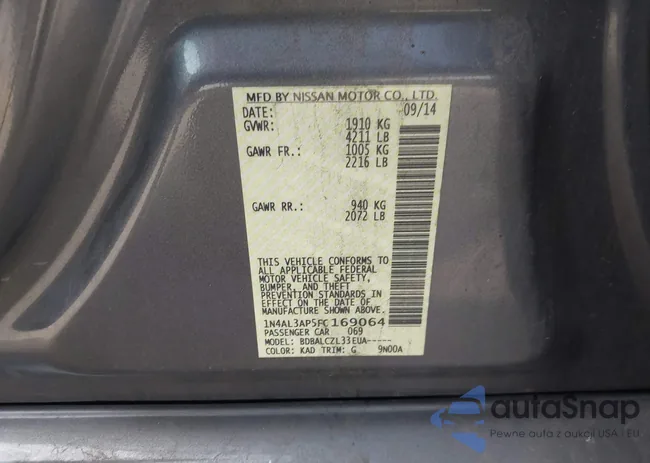 MFD BY NISSAN MOTOR CO., LTD.
DATE: 09/14
GVWR: 1910 KG
4211 LB
GAWR FR.: 1005 KG
2216 LB
GAWR RR.: 940 KG
2072 LB
THIS VEHICLE CONFORMS TO
ALL APPLICABLE FEDERAL
MOTOR VEHICLE SAFETY,
BUMPER, AND THEFT
PREVENTION STANDARDS IN
EFFECT ON THE DATE OF
MANUFACTURE SHOWN ABOVE.
1N4AL3AP5FC169064
PASSENGER CAR 069
MODEL: BDBALCZL33EUA-----
COLOR: KAD TRIM: G 9N00A
autaSnap
Pewne auta z aukcji USA i EU